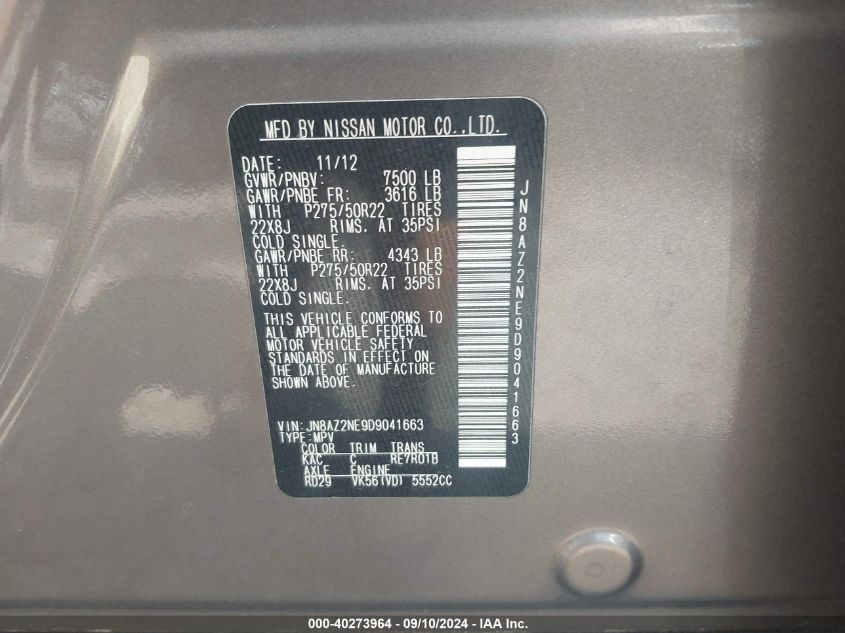 MFD BY NISSAN MOTOR CO.,LTD.
DATE: 11/12
GVWR/PNBV: 7500 LB
GAWR/PNBE FR: 3616 LB
WITH P275/50R22 TIRES
22X8J RIMS. AT 35PSI
COLD SINGLE.
GAWR/PNBE RR: 4343 LB
WITH P275/50R22 TIRES
22X8J RIMS. AT 35PSI
COLD SINGLE.
THIS VEHICLE CONFORMS TO
ALL APPLICABLE FEDERAL
MOTOR VEHICLE SAFETY
STANDARDS IN EFFECT ON
THE DATE OF MANUFACTURE
SHOWN ABOVE.
VIN:JN8AZ2NE9D9041663
TYPE:MPV
COLOR TRIM TRANS
KAC C RE7R01B
AXLE ENGINE
RD29 VK56(VD) 5552CC
JN8AZ2NE9D9041663
000-40273964 - 09/10/2024 - IAA Inc.